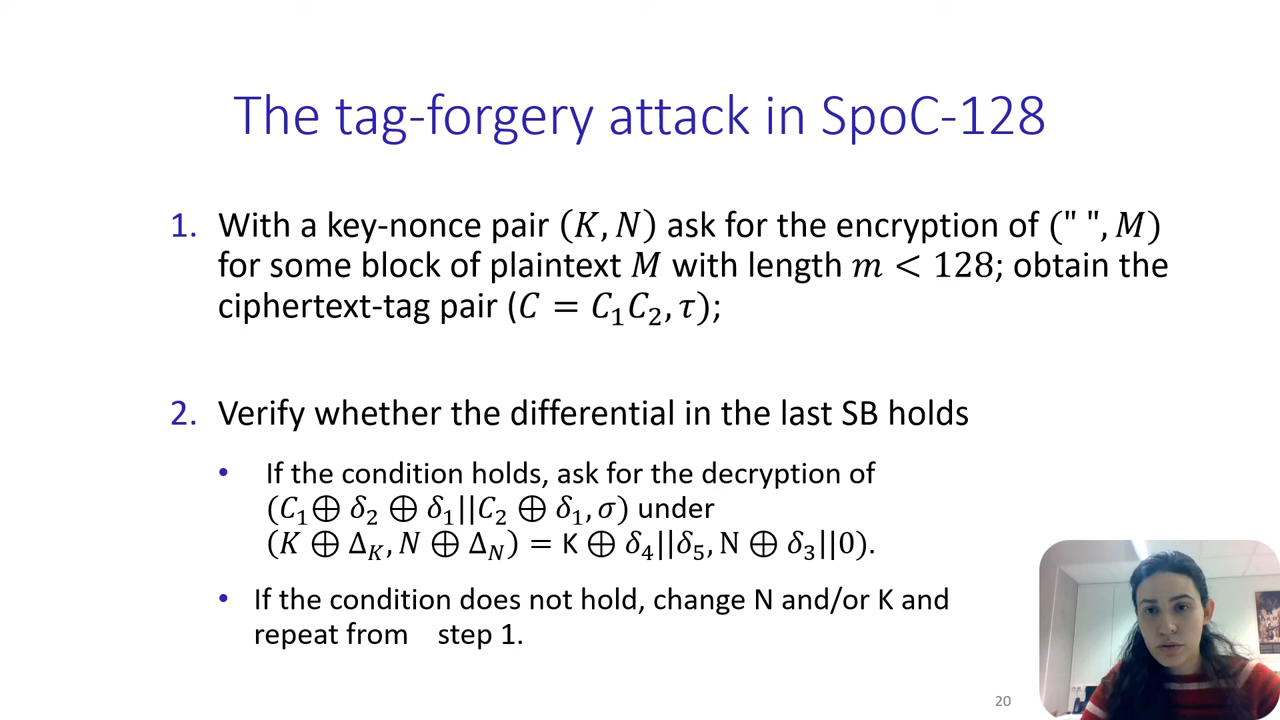 The tag-forgery attack in SpoC-128
1. With a key-nonce pair (K, N) ask for the encryption of (" ", M)
for some block of plaintext M with length m < 128; obtain the
ciphertext-tag pair (C = C₁C₂, τ);
2. Verify whether the differential in the last SB holds
• If the condition holds, ask for the decryption of
(C₁⊕ δ₂ ⊕ δ₁||C₂ ⊕ δ₁, σ) under
(K ⊕ Δ_K, N ⊕ Δ_N) = K ⊕ δ₄||δ₅, N ⊕ δ₃||0).
• If the condition does not hold, change N and/or K and
repeat from step 1.
20